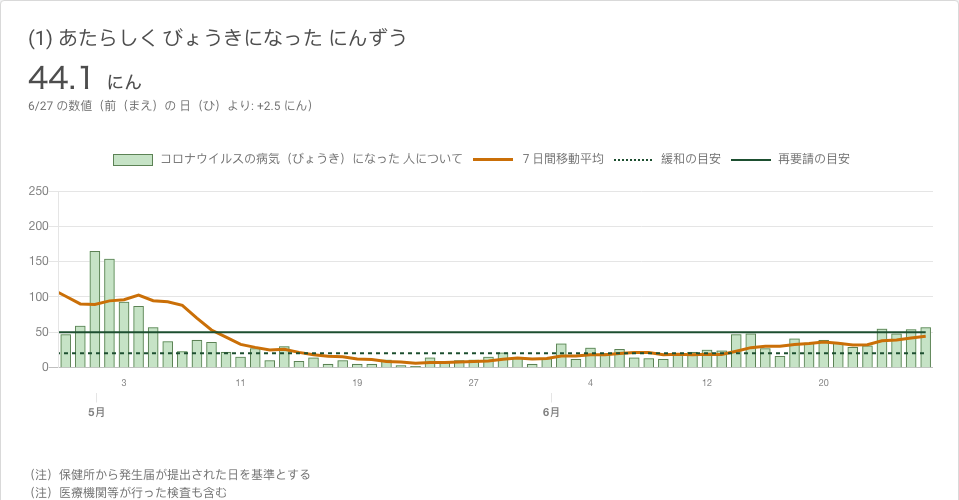 (1) あたらしく びょうきになった にんずう
44.1 にん
6/27 の数値（前（まえ）の 日（ひ）より: +2.5 にん）
コロナウイルスの病気（びょうき）になった 人について ７日間移動平均 緩和の目安 再要請の目安
250
200
150
100
50
0
3 11 19 27 4 12 20
5月 6月
（注）保健所から発生届が提出された日を基準とする
（注）医療機関等が行った検査も含む